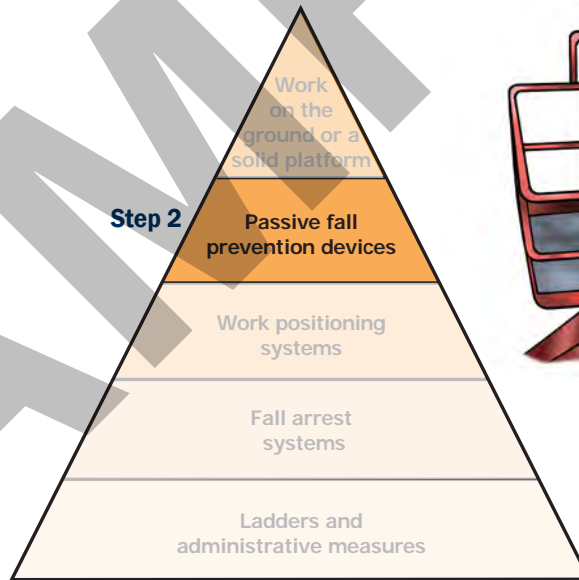 Work
on the
ground or a
solid platform
Step 2
Passive fall
prevention devices
Work positioning
systems
Fall arrest
systems
Ladders and
administrative measures